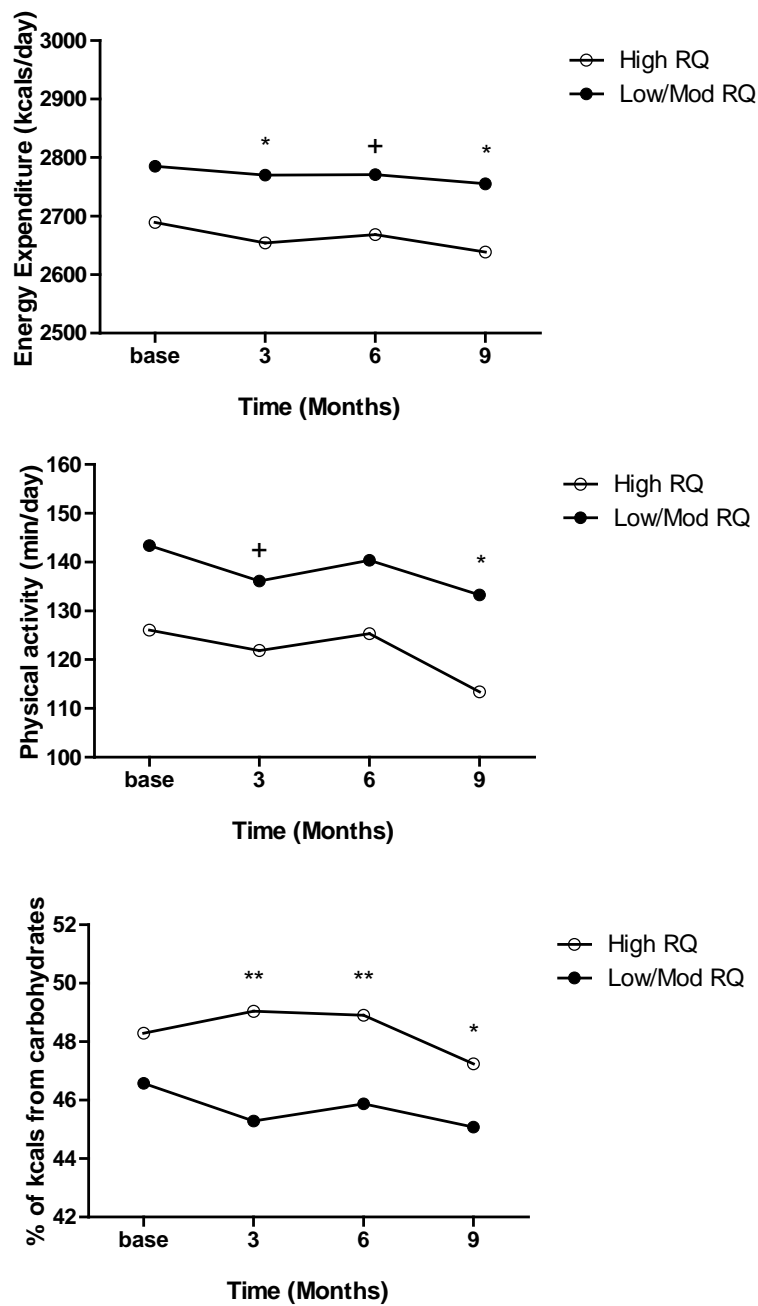 Energy Expenditure (kcals/day)
3000
2900
2800
2700
2600
2500
* + *
base 3 6 9
Time (Months)
High RQ
Low/Mod RQ
Physical activity (min/day)
160
150
140
130
120
110
100
+ *
base 3 6 9
Time (Months)
High RQ
Low/Mod RQ
% of kcals from carbohydrates
52
50
48
46
44
42
** ** *
base 3 6 9
Time (Months)
High RQ
Low/Mod RQ